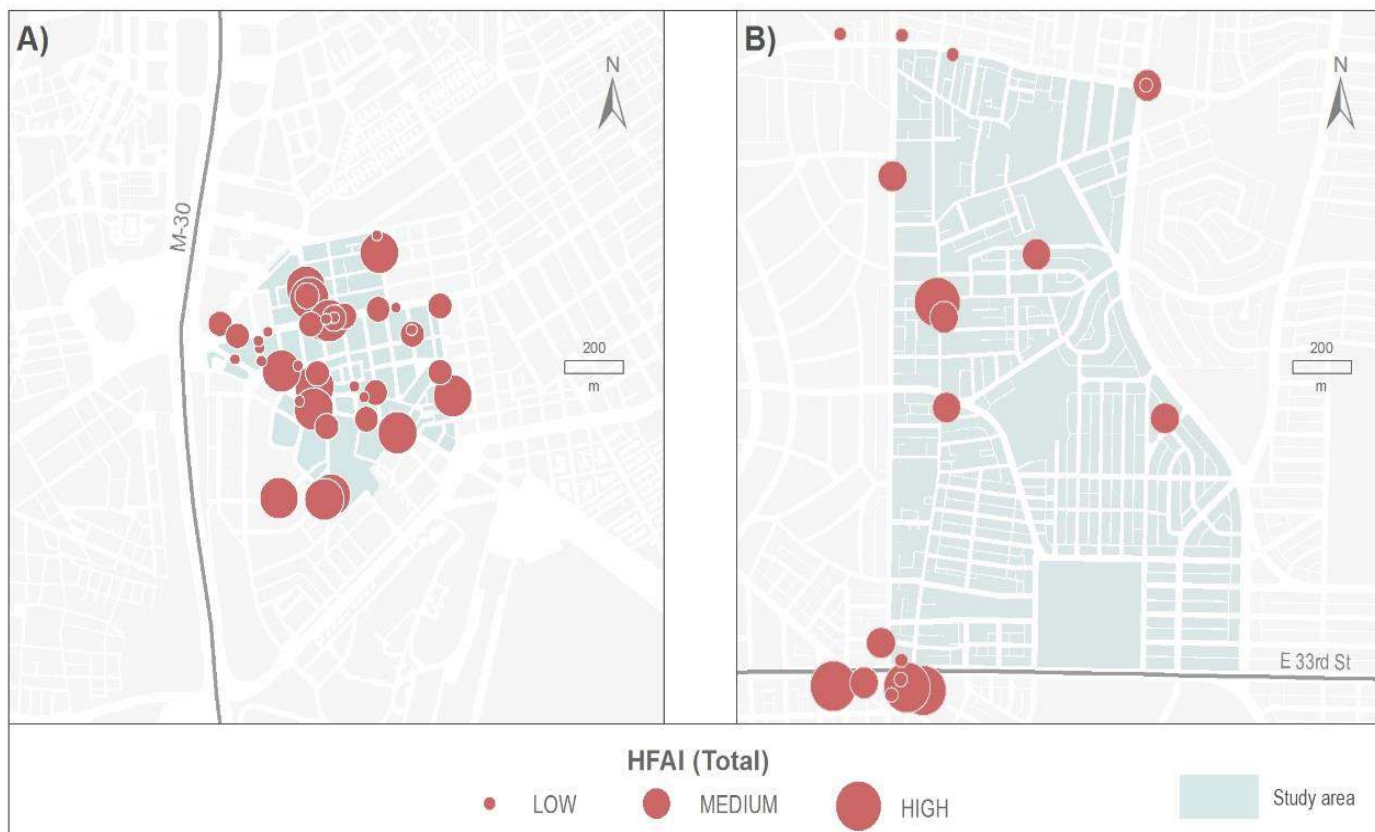 A)
N
M-30
200
m
B)
N
200
m
E 33rd St
HFAI (Total)
LOW MEDIUM HIGH Study area